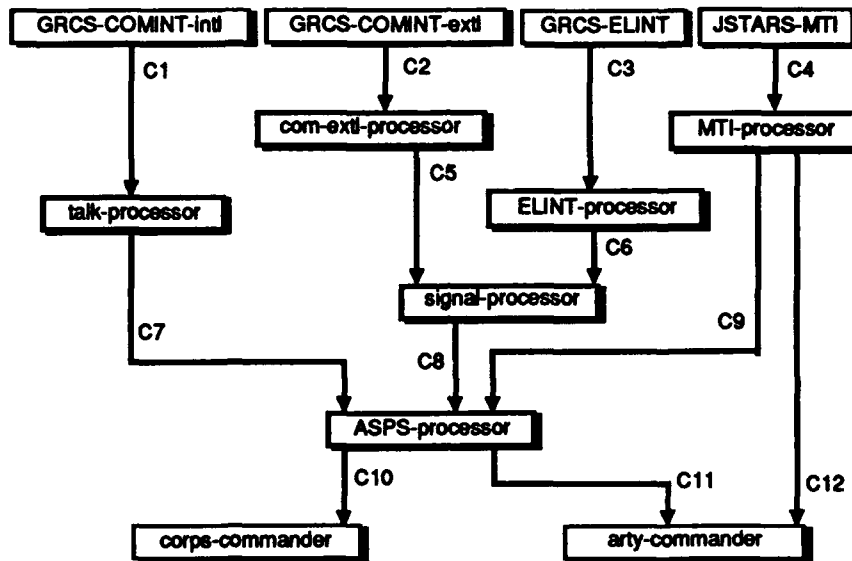 GRCS-COMINT-intl
GRCS-COMINT-extl
GRCS-ELINT
JSTARS-MTI
C1
C2
C3
C4
com-extl-processor
MTI-processor
C5
talk-processor
ELINT-processor
C6
signal-processor
C7
C8
C9
ASPS-processor
C10
C11
C12
corps-commander
arty-commander